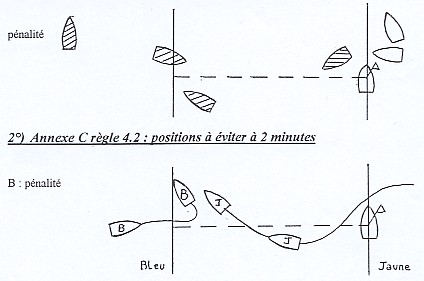 pénalité
2°) Annexe C règle 4.2 : positions à éviter à 2 minutes
B : pénalité
B
J
B
J
Bleu
Jaune